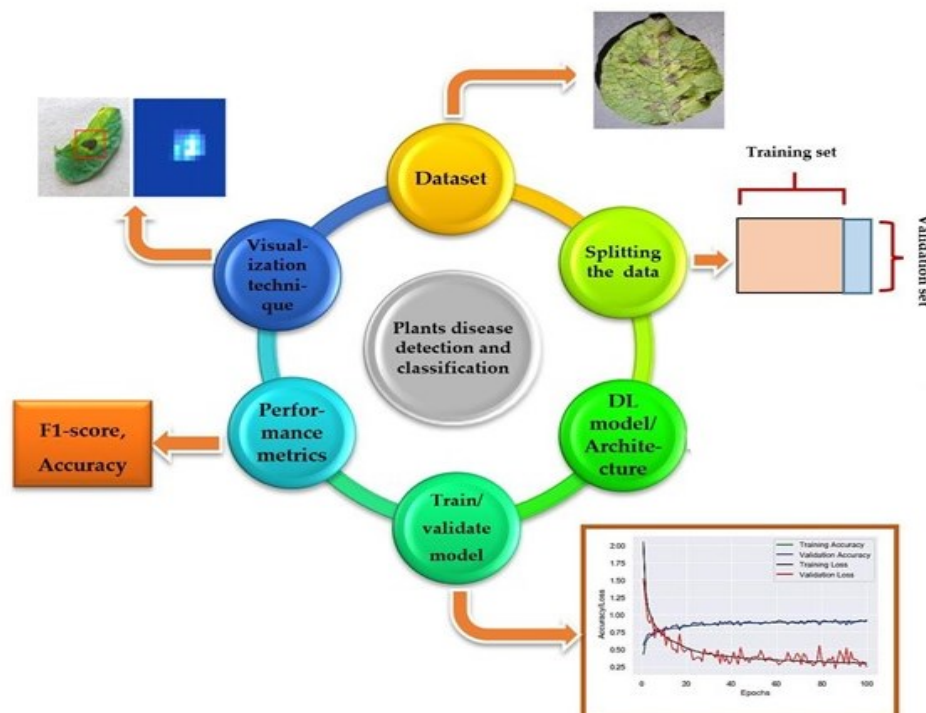 Dataset
Training set
Validation set
Splitting
the data
Visual-
ization
techni-
que
Plants disease
detection and
classification
DL
model/
Archite-
cture
Perfor-
mance
metrics
F1-score,
Accuracy
Train/
validate
model
Training Accuracy
Validation Accuracy
Training Loss
Validation Loss
Accuracy/Loss
2.00
1.75
1.50
1.25
1.00
0.75
0.50
0.25
0 20 40 60 80 100
Epochs